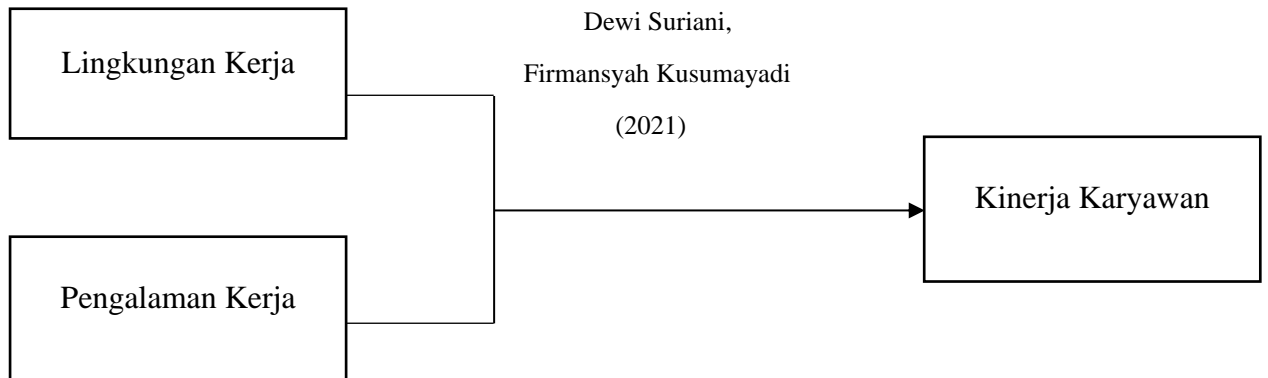 Lingkungan Kerja
Dewi Suriani,
Firmansyah Kusumayadi
(2021)
Kinerja Karyawan
Pengalaman Kerja